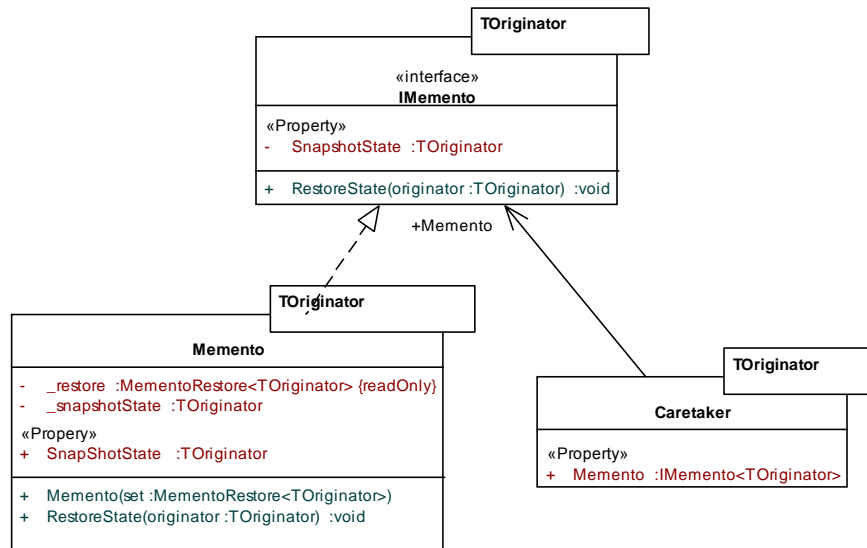 TOriginator
«interface»
IMemento
«Property»
- SnapshotState :TOriginator
+ RestoreState(originator :TOriginator) :void
+Memento
TOriginator
Memento
- _restore :MementoRestore<TOriginator> {readOnly}
- _snapshotState :TOriginator
«Propery»
+ SnapShotState :TOriginator
+ Memento(set :MementoRestore<TOriginator>)
+ RestoreState(originator :TOriginator) :void
TOriginator
Caretaker
«Property»
+ Memento :IMemento<TOriginator>